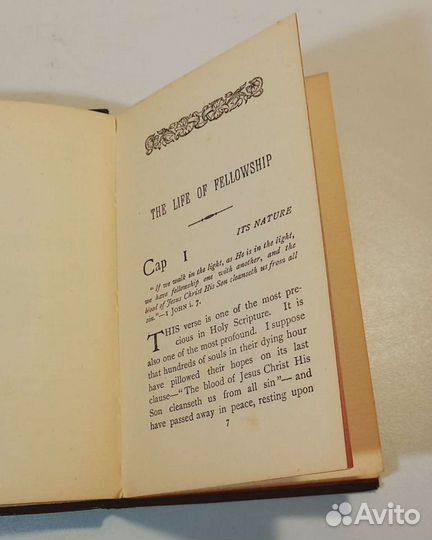 THE LIFE OF FELLOWSHIP
ITS NATURE
Cap I
"If we walk in the light, as He is in the light,
we have fellowship one with another, and the
blood of Jesus Christ His Son cleanseth us from all
sin."—1 JOHN i. 7.
THIS verse is one of the most pre-
cious in Holy Scripture. It is
also one of the most profound. I suppose
that hundreds of souls in their dying hour
have pillowed their hopes on its last
clause—"The blood of Jesus Christ His
Son cleanseth us from all sin"—and
have passed away in peace, resting upon
7
Avito